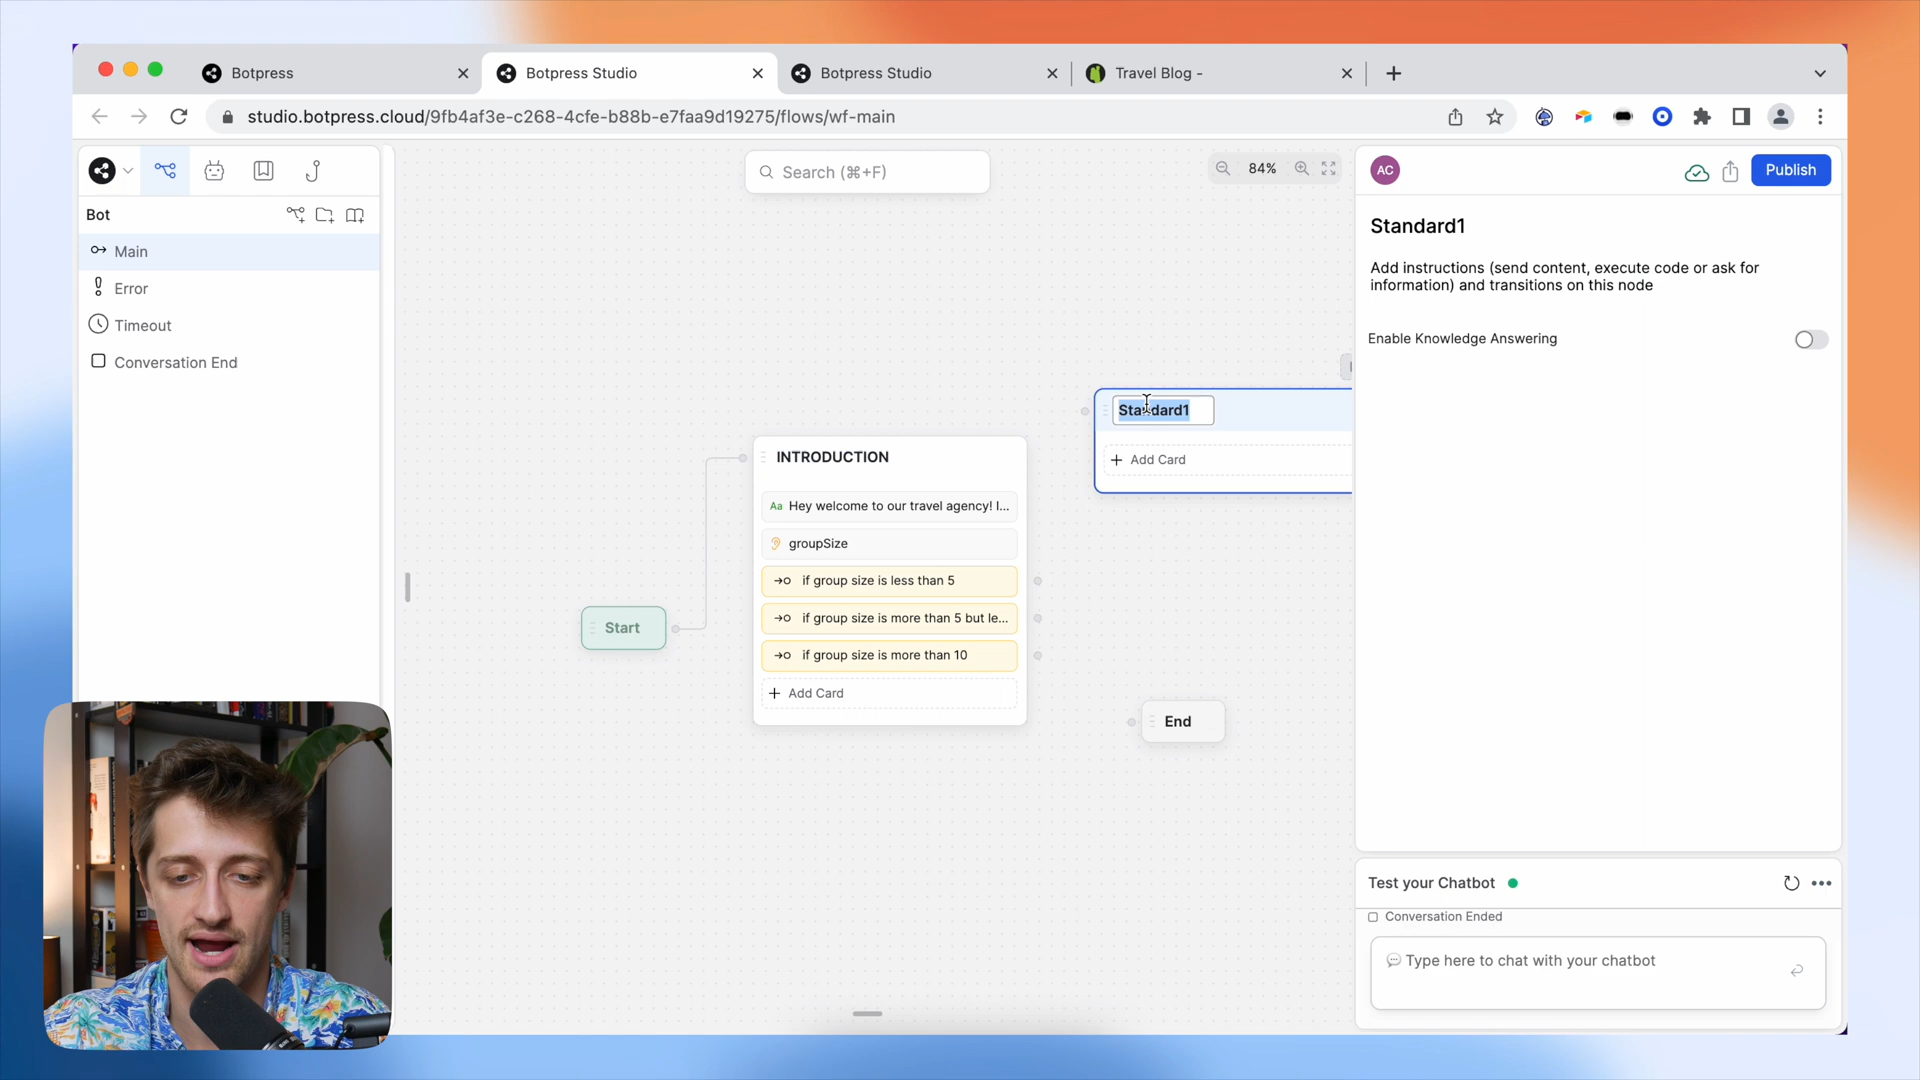 Botpress
Botpress Studio
Botpress Studio
Travel Blog -
studio.botpress.cloud/9fb4af3e-c268-4cfe-b88b-e7faa9d19275/flows/wf-main
Search (⌘+F)
84%
AC
Publish
Bot
Main
Error
Timeout
Conversation End
Start
INTRODUCTION
Aa Hey welcome to our travel agency! I...
groupSize
if group size is less than 5
if group size is more than 5 but le...
if group size is more than 10
+ Add Card
Standard1
+ Add Card
End
Standard1
Add instructions (send content, execute code or ask for
information) and transitions on this node
Enable Knowledge Answering
Test your Chatbot
Conversation Ended
Type here to chat with your chatbot